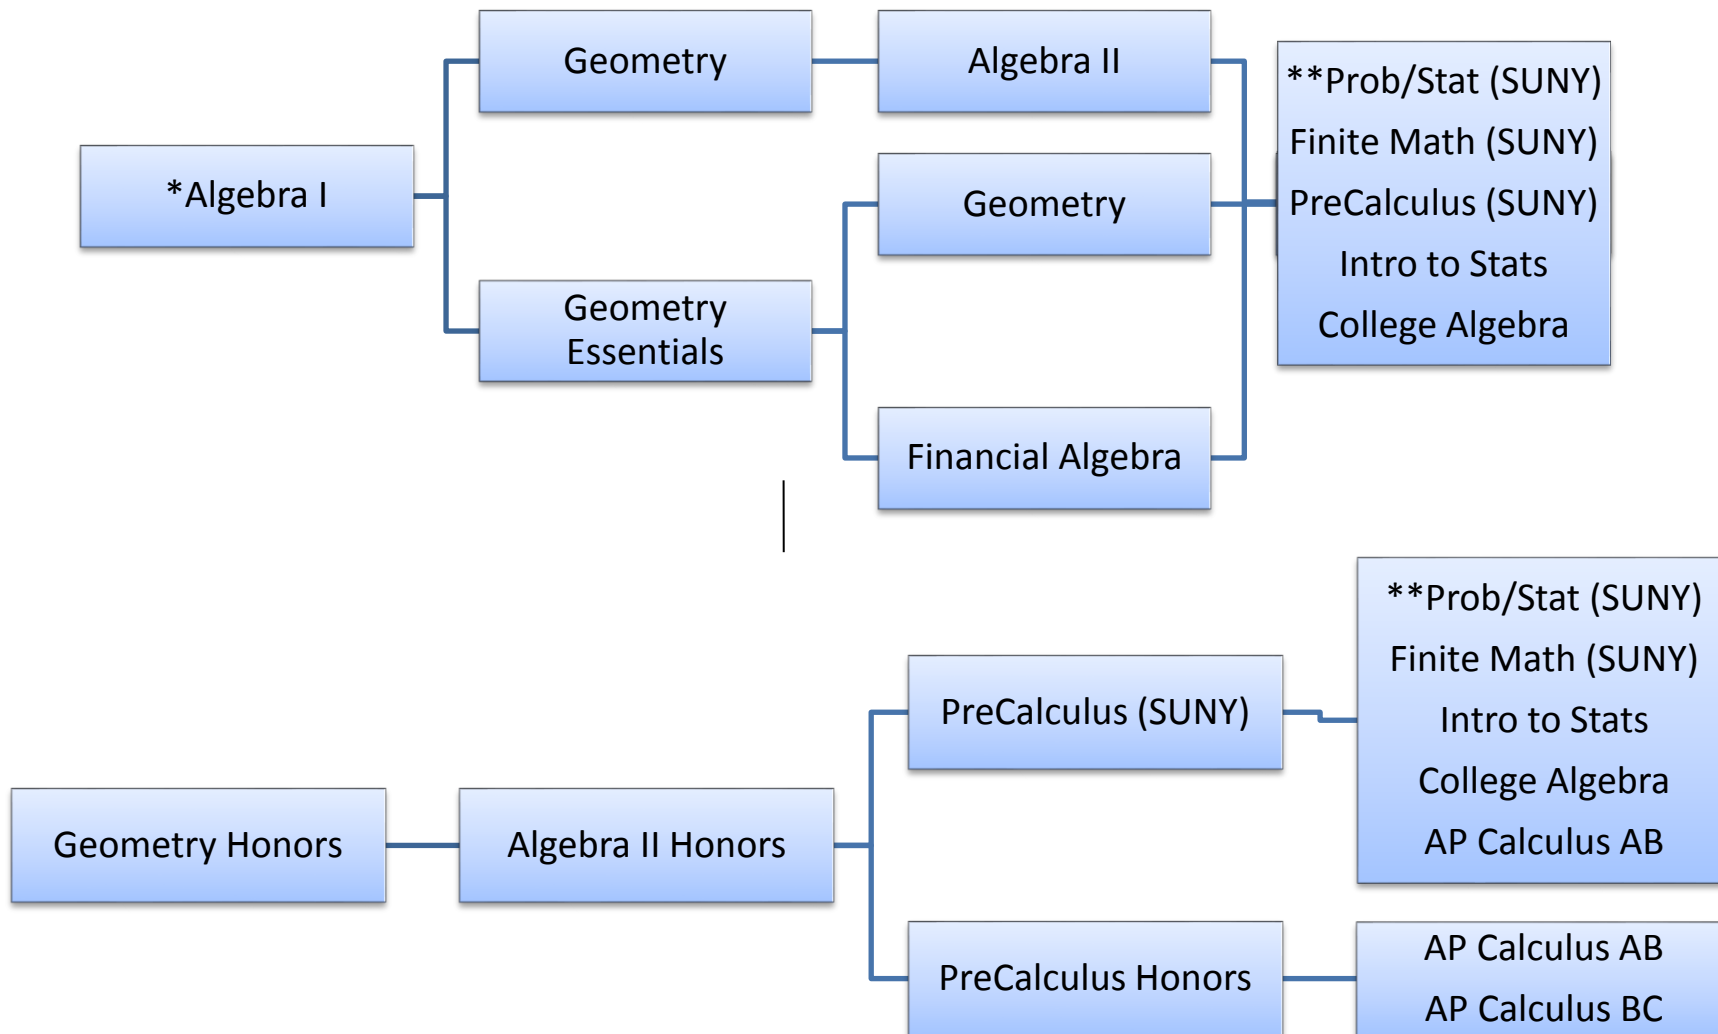 *Algebra I
Geometry
Algebra II
Geometry
Essentials
Geometry
Financial Algebra
**Prob/Stat (SUNY)
Finite Math (SUNY)
PreCalculus (SUNY)
Intro to Stats
College Algebra
Geometry Honors
Algebra II Honors
PreCalculus (SUNY)
**Prob/Stat (SUNY)
Finite Math (SUNY)
Intro to Stats
College Algebra
AP Calculus AB
PreCalculus Honors
AP Calculus AB
AP Calculus BC